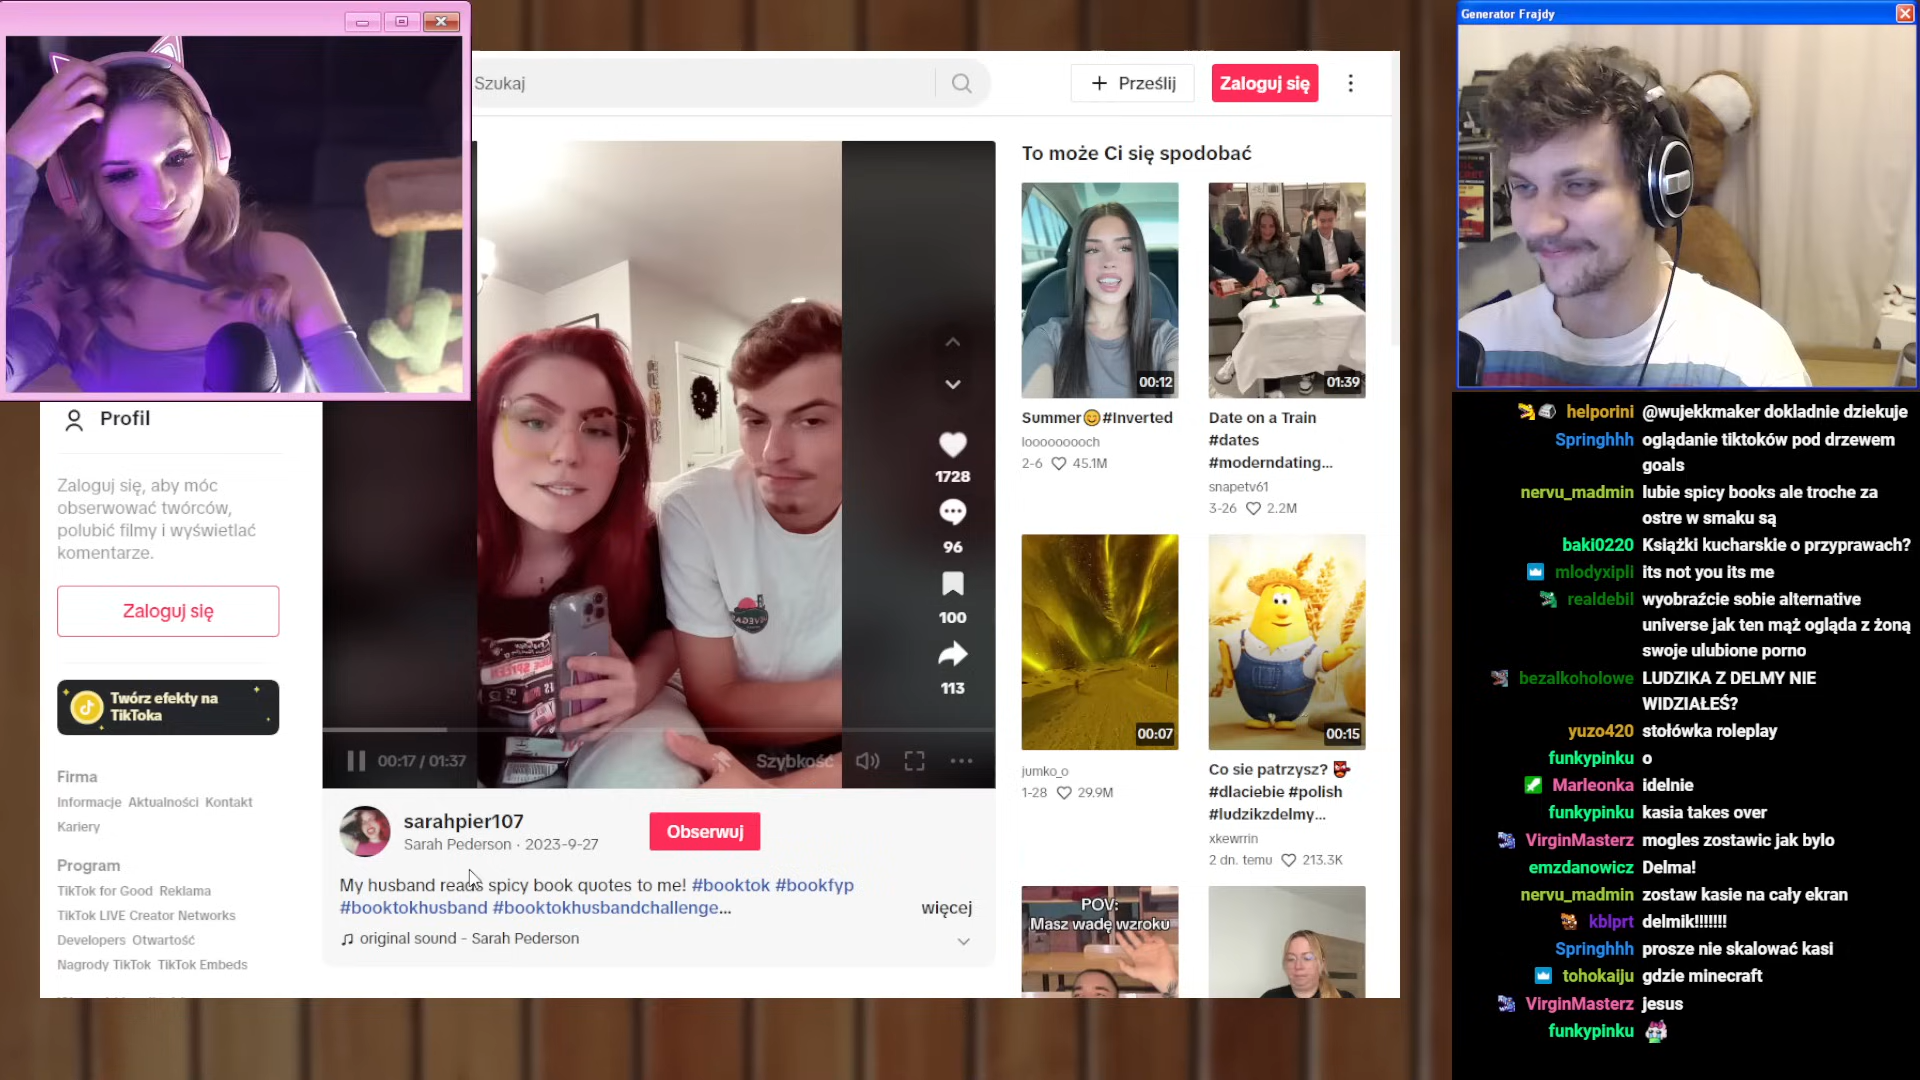 Generator Frajdy
Szukaj
Prześlij
Zaloguj się
Profil
Zaloguj się, aby móc
obserwować twórców,
polubić filmy i wyświetlać
komentarze.
Zaloguj się
Twórz efekty na
TikToka
Firma
Informacje Aktualności Kontakt
Kariery
Program
TikTok for Good Reklama
TikTok LIVE Creator Networks
Developers Otwartość
Nagrody TikTok TikTok Embeds
1728
96
100
113
00:17 / 01:37
Szybkość
sarahpier107
Sarah Pederson · 2023-9-27
Obserwuj
My husband reads spicy book quotes to me! #booktok #bookfyp
#booktokhusband #booktokhusbandchallenge...
więcej
original sound - Sarah Pederson
To może Ci się spodobać
00:12
Summer😊#Inverted
looooooooch
2-6 45.1M
01:39
Date on a Train
#dates
#moderndating...
snapetv61
3-26 2.2M
00:07
jumko_o
1-28 29.9M
00:15
Co sie patrzysz? 👺
#dlaciebie #polish
#ludzikzdelmy...
xkewrrin
2 dn. temu 213.3K
POV:
Masz wadę wzroku
helporini @wujekkmaker dokladnie dziekuje
Springhhh oglądanie tiktoków pod drzewem
goals
nervu_madmin lubie spicy books ale troche za
ostre w smaku są
baki0220 Książki kucharskie o przyprawach?
mlodyxipli its not you its me
realdebil wyobraźcie sobie alternative
universe jak ten mąż ogląda z żoną
swoje ulubione porno
bezalkoholowe LUDZIKA Z DELMY NIE
WIDZIAŁEŚ?
yuzo420 stołówka roleplay
funkypinku o
Marleonka idelnie
funkypinku kasia takes over
VirginMasterz mogles zostawic jak bylo
emzdanowicz Delma!
nervu_madmin zostaw kasie na cały ekran
kblprt delmik!!!!!!!
Springhhh prosze nie skalować kasi
tohokaiju gdzie minecraft
VirginMasterz jesus
funkypinku